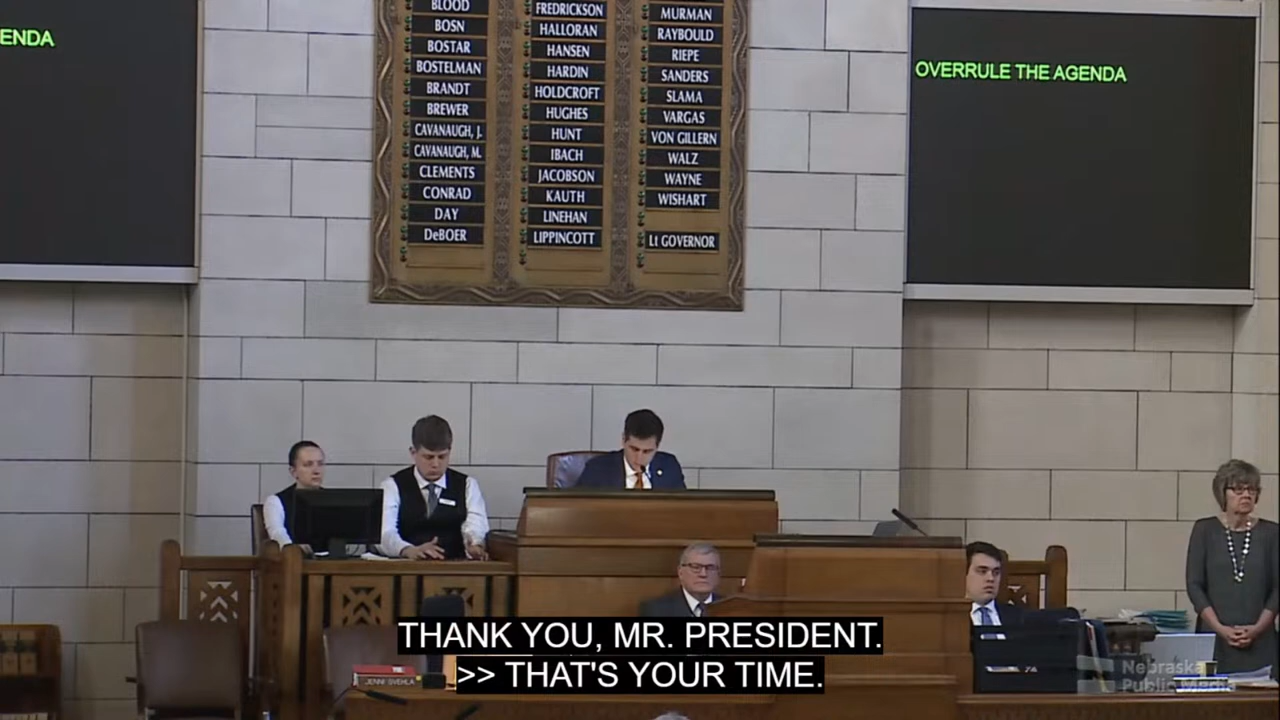 ENDA
BLOOD
BOSN
BOSTAR
BOSTELMAN
BRANDT
BREWER
CAVANAUGH, J.
CAVANAUGH, M.
CLEMENTS
CONRAD
DAY
DeBOER
FREDRICKSON
HALLORAN
HANSEN
HARDIN
HOLDCROFT
HUGHES
HUNT
IBACH
JACOBSON
KAUTH
LINEHAN
LIPPINCOTT
MURMAN
RAYBOULD
RIEPE
SANDERS
SLAMA
VARGAS
VON GILLERN
WALZ
WAYNE
WISHART
Lt GOVERNOR
OVERRULE THE AGENDA
THANK YOU, MR. PRESIDENT.
>> THAT'S YOUR TIME.
JENNI SVEHLA
Nebraska
Public Media